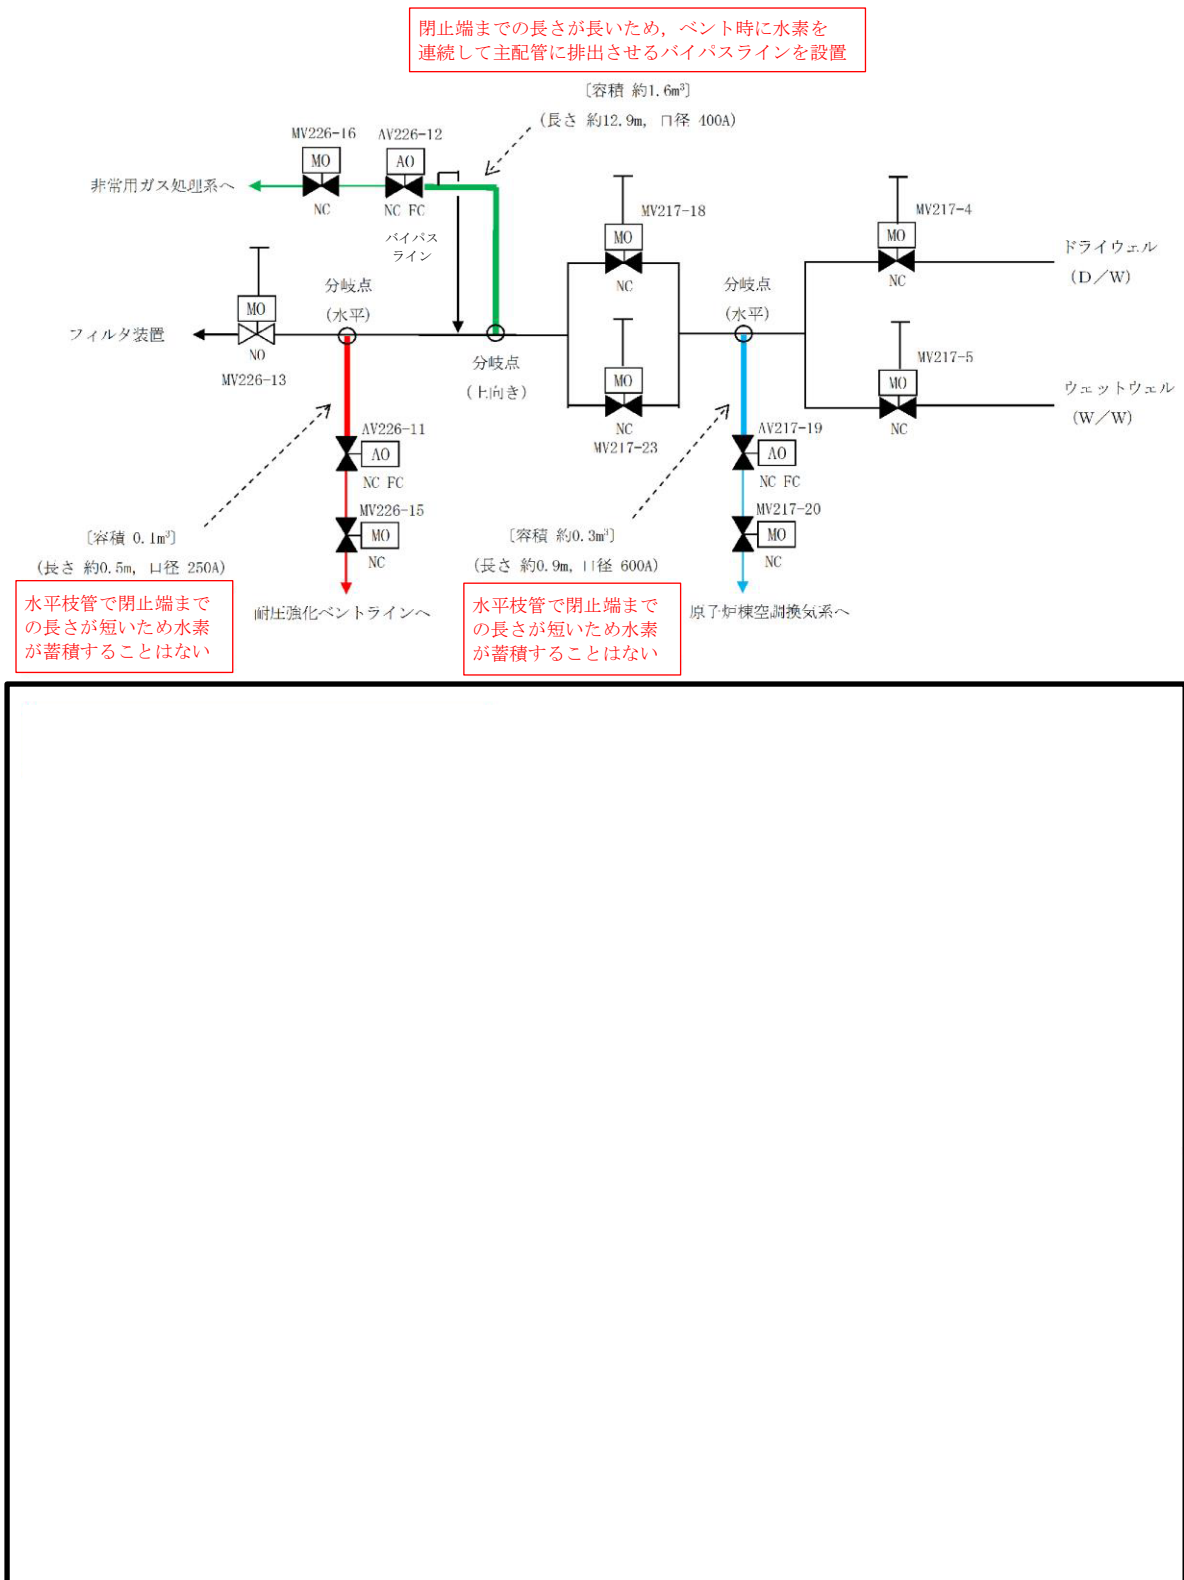 閉止端までの長さが長いため，ベント時に水素を
連続して主配管に排出させるバイパスラインを設置
〔容積 約1.6m³〕
（長さ 約12.9m，口径 400A）
MV226-16
AV226-12
MO
AO
非常用ガス処理系へ
NC
NC FC
バイパス
ライン
MV217-18
MO
NC
MV217-4
MO
NC
ドライウェル
（D／W）
分岐点
（水平）
MO
フィルタ装置
NO
MV226-13
分岐点
（上向き）
分岐点
（水平）
MO
NC
MV217-23
MV217-5
MO
NC
ウェットウェル
（W／W）
AV226-11
AO
NC FC
MV226-15
MO
NC
AV217-19
AO
NC FC
MV217-20
MO
NC
〔容積 0.1m³〕
（長さ 約0.5m，口径 250A）
〔容積 約0.3m³〕
（長さ 約0.9m，口径 600A）
水平枝管で閉止端まで
の長さが短いため水素
が蓄積することはない
耐圧強化ベントラインへ
水平枝管で閉止端まで
の長さが短いため水素
が蓄積することはない
原子炉棟空調換気系へ